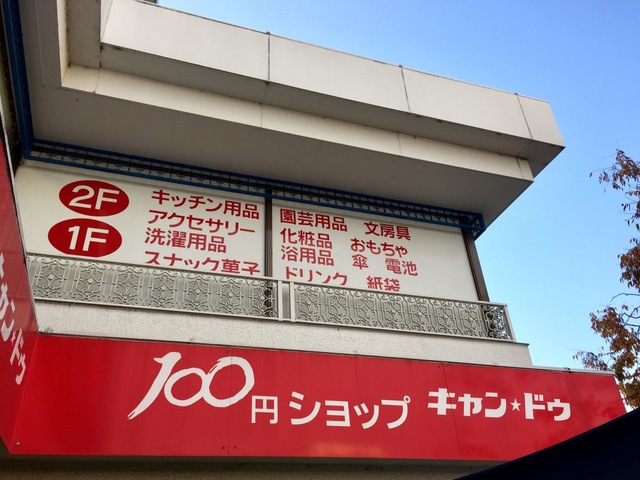 2F
1F
キッチン用品
アクセサリー
洗濯用品
スナック菓子
園芸用品 文房具
化粧品 おもちゃ
浴用品 傘 電池
ドリンク 紙袋
100円ショップ キャン★ドゥ
キャン・ドゥ